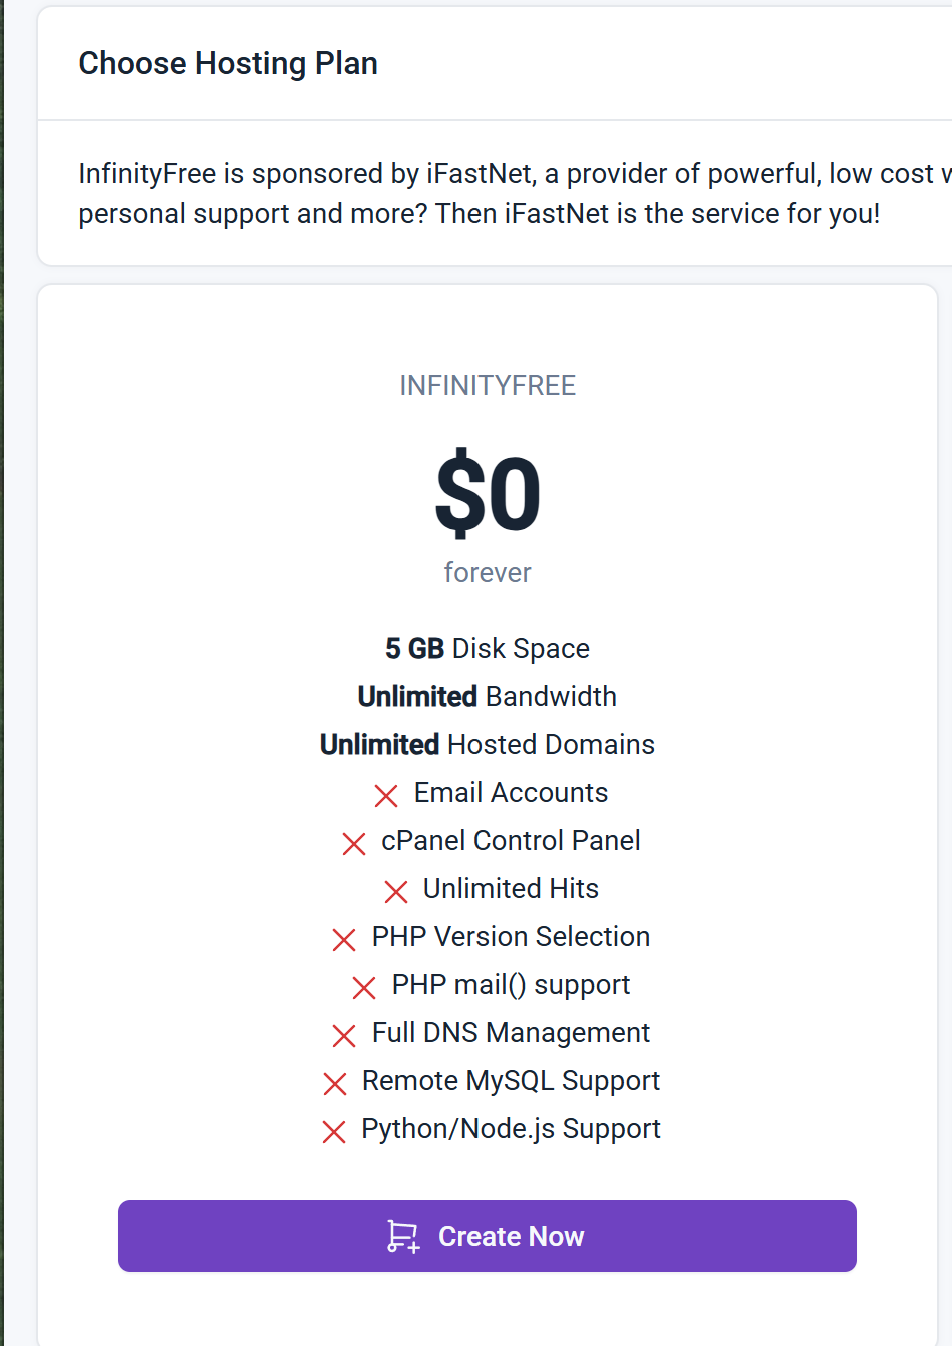 Choose Hosting Plan
InfinityFree is sponsored by iFastNet, a provider of powerful, low cost
personal support and more? Then iFastNet is the service for you!
INFINITYFREE
$0
forever
5 GB Disk Space
Unlimited Bandwidth
Unlimited Hosted Domains
Email Accounts
cPanel Control Panel
Unlimited Hits
PHP Version Selection
PHP mail() support
Full DNS Management
Remote MySQL Support
Python/Node.js Support
Create Now